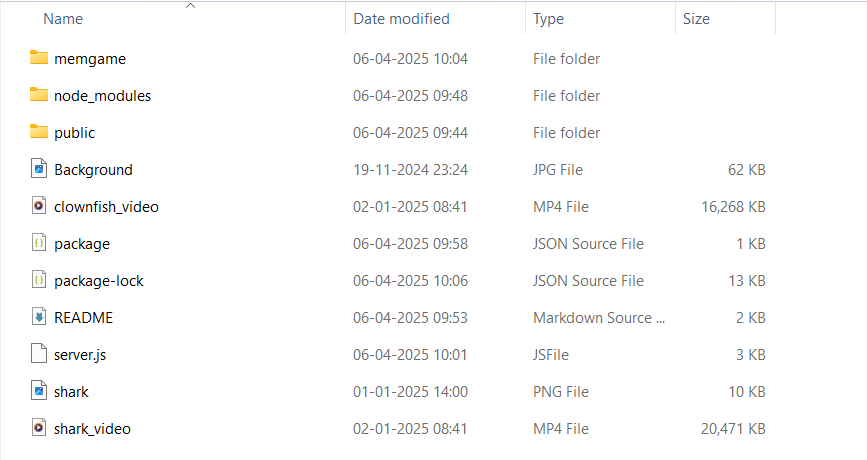 Name Date modified Type Size
memgame 06-04-2025 10:04 File folder
node_modules 06-04-2025 09:48 File folder
public 06-04-2025 09:44 File folder
Background 19-11-2024 23:24 JPG File 62 KB
clownfish_video 02-01-2025 08:41 MP4 File 16,268 KB
package 06-04-2025 09:58 JSON Source File 1 KB
package-lock 06-04-2025 10:06 JSON Source File 13 KB
README 06-04-2025 09:53 Markdown Source ... 2 KB
server.js 06-04-2025 10:01 JSFile 3 KB
shark 01-01-2025 14:00 PNG File 10 KB
shark_video 02-01-2025 08:41 MP4 File 20,471 KB